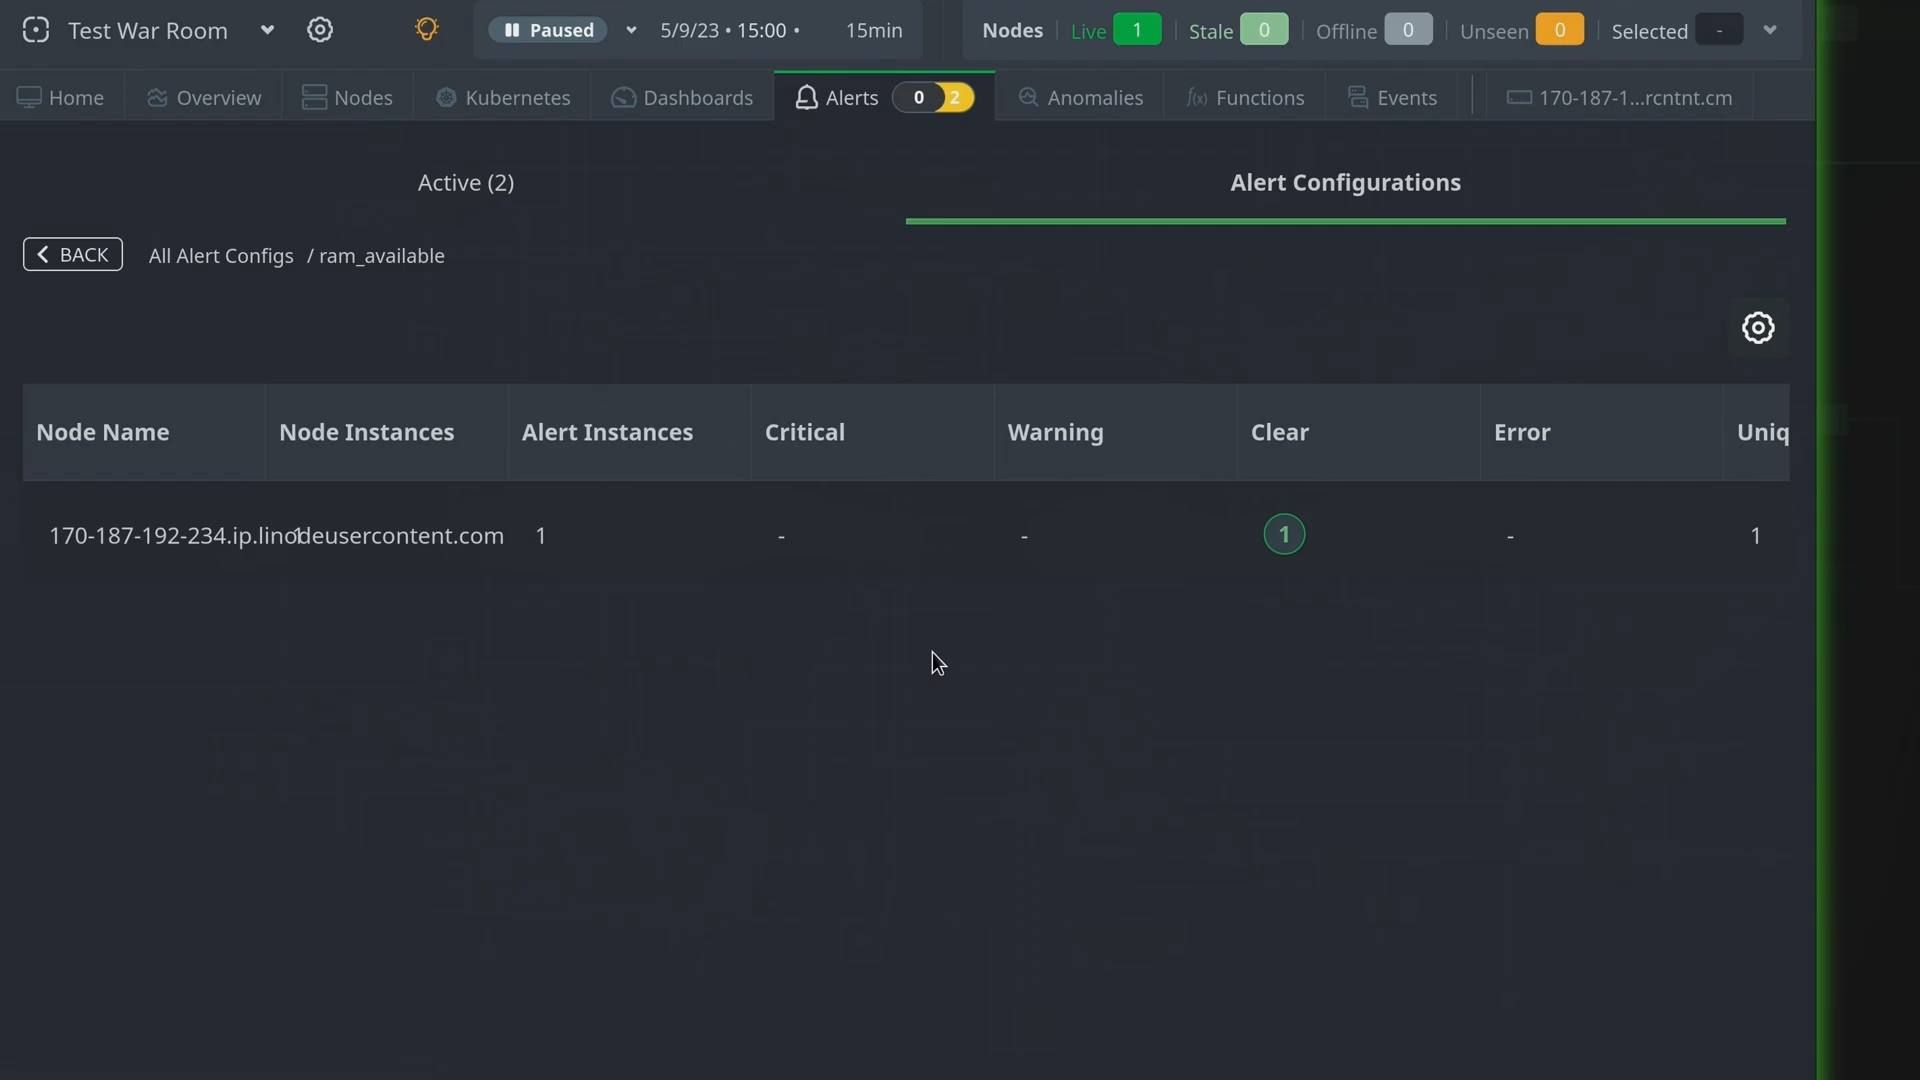 Test War Room Paused 5/9/23 • 15:00 • 15min Nodes Live 1 Stale 0 Offline 0 Unseen 0 Selected -
Home Overview Nodes Kubernetes Dashboards Alerts 0 2 Anomalies f(x) Functions Events 170-187-1...rcntnt.cm
Active (2) Alert Configurations
BACK All Alert Configs / ram_available
Node Name Node Instances Alert Instances Critical Warning Clear Error Uniq
170-187-192-234.ip.linodeusercontent.com 1 1 - - 1 - 1